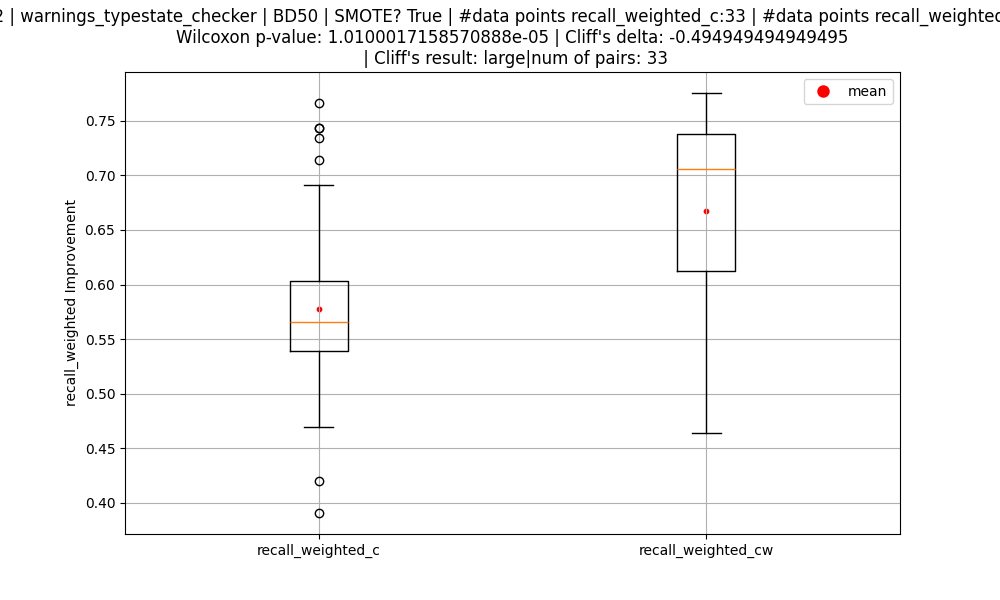 2 | warnings_typestate_checker | BD50 | SMOTE? True | #data points recall_weighted_c:33 | #data points recall_weighted
Wilcoxon p-value: 1.0100017158570888e-05 | Cliff's delta: -0.494949494949495
| Cliff's result: large|num of pairs: 33
mean
0.75
0.70
0.65
0.60
0.55
0.50
0.45
0.40
recall_weighted Improvement
recall_weighted_c
recall_weighted_cw